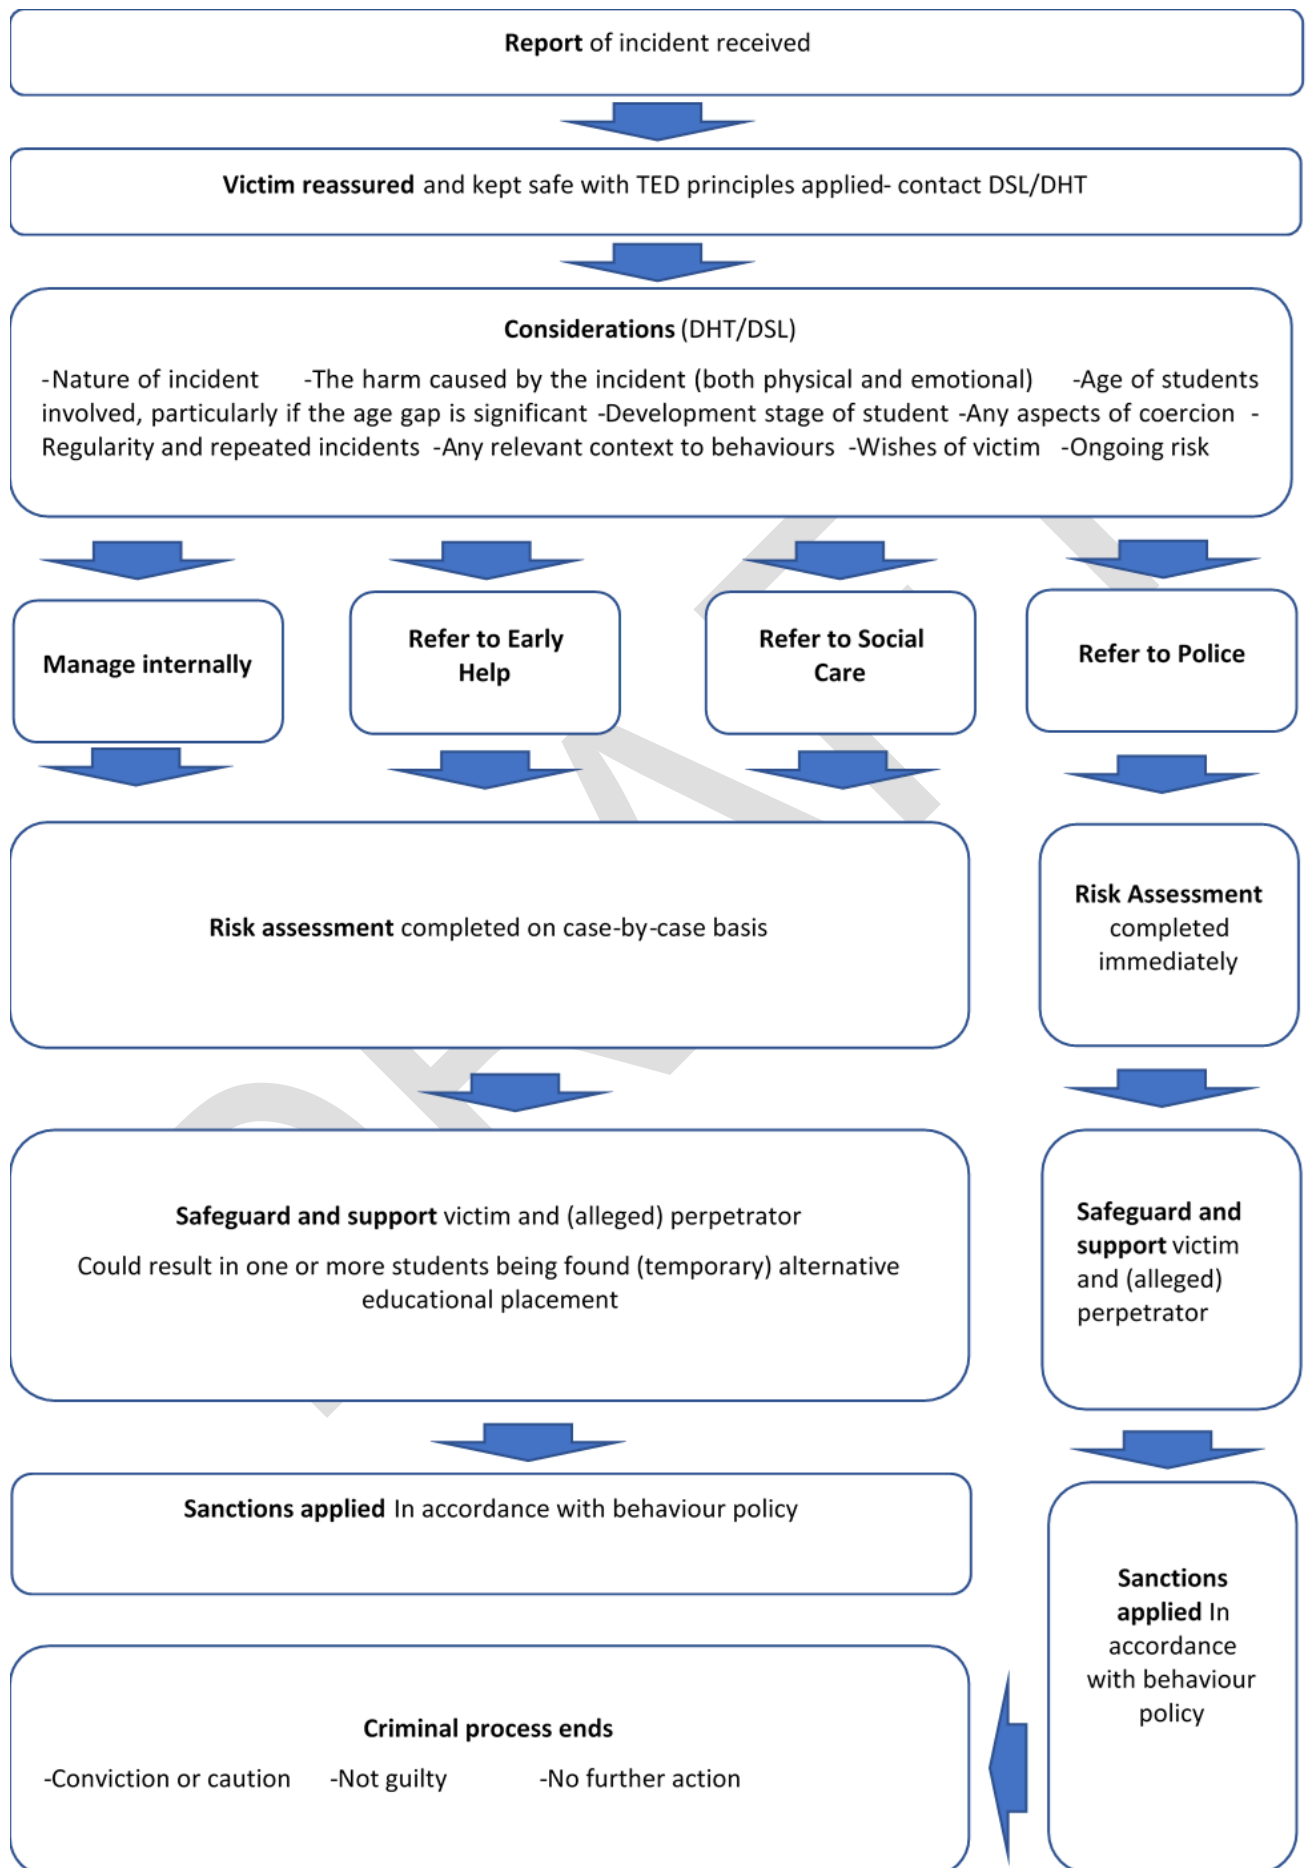 Report of incident received
Victim reassured and kept safe with TED principles applied- contact DSL/DHT
Considerations (DHT/DSL)
-Nature of incident -The harm caused by the incident (both physical and emotional) -Age of students
involved, particularly if the age gap is significant -Development stage of student -Any aspects of coercion -
Regularity and repeated incidents -Any relevant context to behaviours -Wishes of victim -Ongoing risk
Manage internally
Refer to Early
Help
Refer to Social
Care
Refer to Police
Risk assessment completed on case-by-case basis
Risk Assessment
completed
immediately
Safeguard and support victim and (alleged) perpetrator
Could result in one or more students being found (temporary) alternative
educational placement
Safeguard and
support victim
and (alleged)
perpetrator
Sanctions applied In accordance with behaviour policy
Sanctions
applied In
accordance
with behaviour
policy
Criminal process ends
-Conviction or caution -Not guilty -No further action
DRAFT